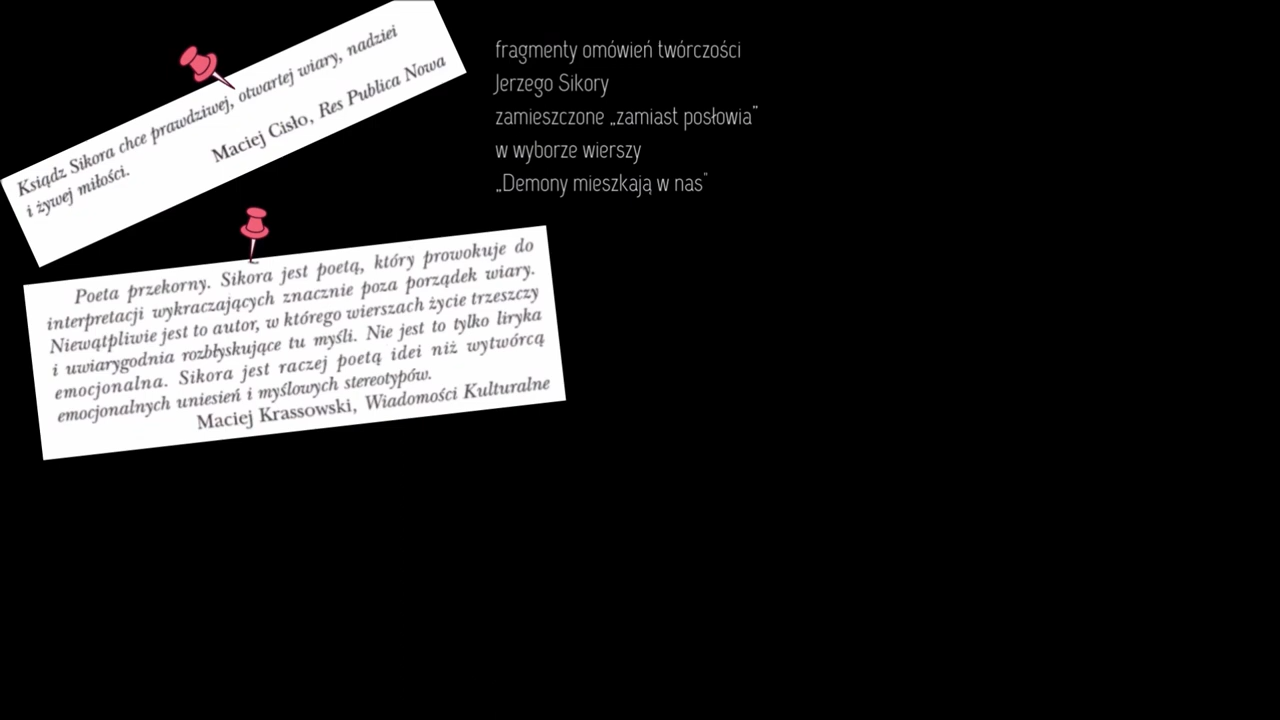 Ksiądz Sikora chce prawdziwej, otwartej wiary, nadziei
i żywej miłości.
Maciej Cisło, Res Publica Nowa
fragmenty omówień twórczości
Jerzego Sikory
zamieszczone „zamiast posłowia”
w wyborze wierszy
„Demony mieszkają w nas”
Poeta przekorny. Sikora jest poetą, który prowokuje do
interpretacji wykraczających znacznie poza porządek wiary.
Niewątpliwie jest to autor, w którego wierszach życie trzeszczy
i uwiarygodnia rozbłyskujące tu myśli. Nie jest to tylko liryka
emocjonalna. Sikora jest raczej poetą idei niż wytwórcą
emocjonalnych uniesień i myślowych stereotypów.
Maciej Krassowski, Wiadomości Kulturalne